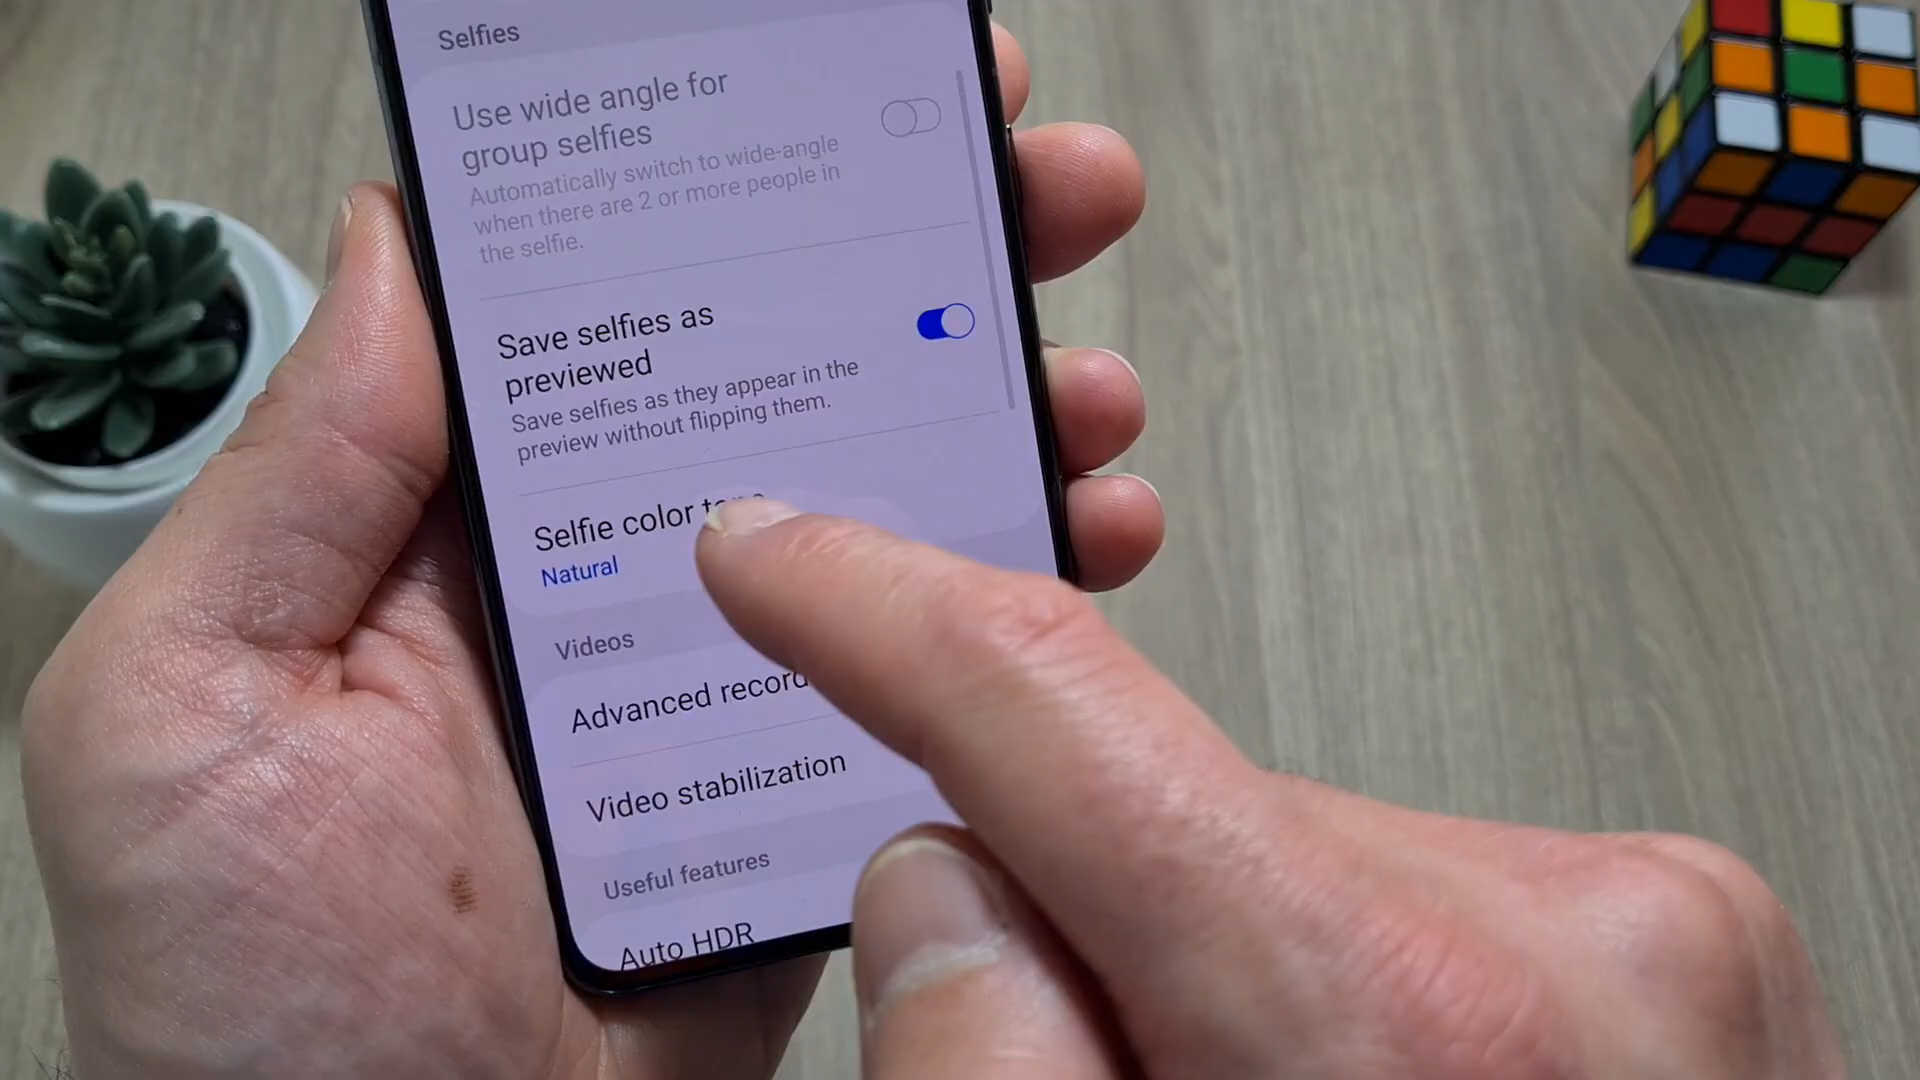 Selfies
Use wide angle for
group selfies
Automatically switch to wide-angle
when there are 2 or more people in
the selfie.
Save selfies as
previewed
Save selfies as they appear in the
preview without flipping them.
Selfie color
Natural
Videos
Advanced record
Video stabilization
Useful features
Auto HDR